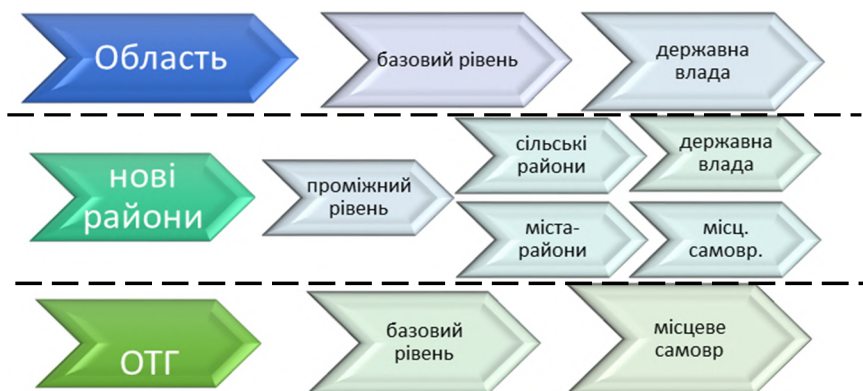 Область
базовий рівень
державна
влада
нові
райони
проміжний
рівень
сільські
райони
державна
влада
міста-
райони
місц.
самовр.
ОТГ
базовий
рівень
місцеве
самовр